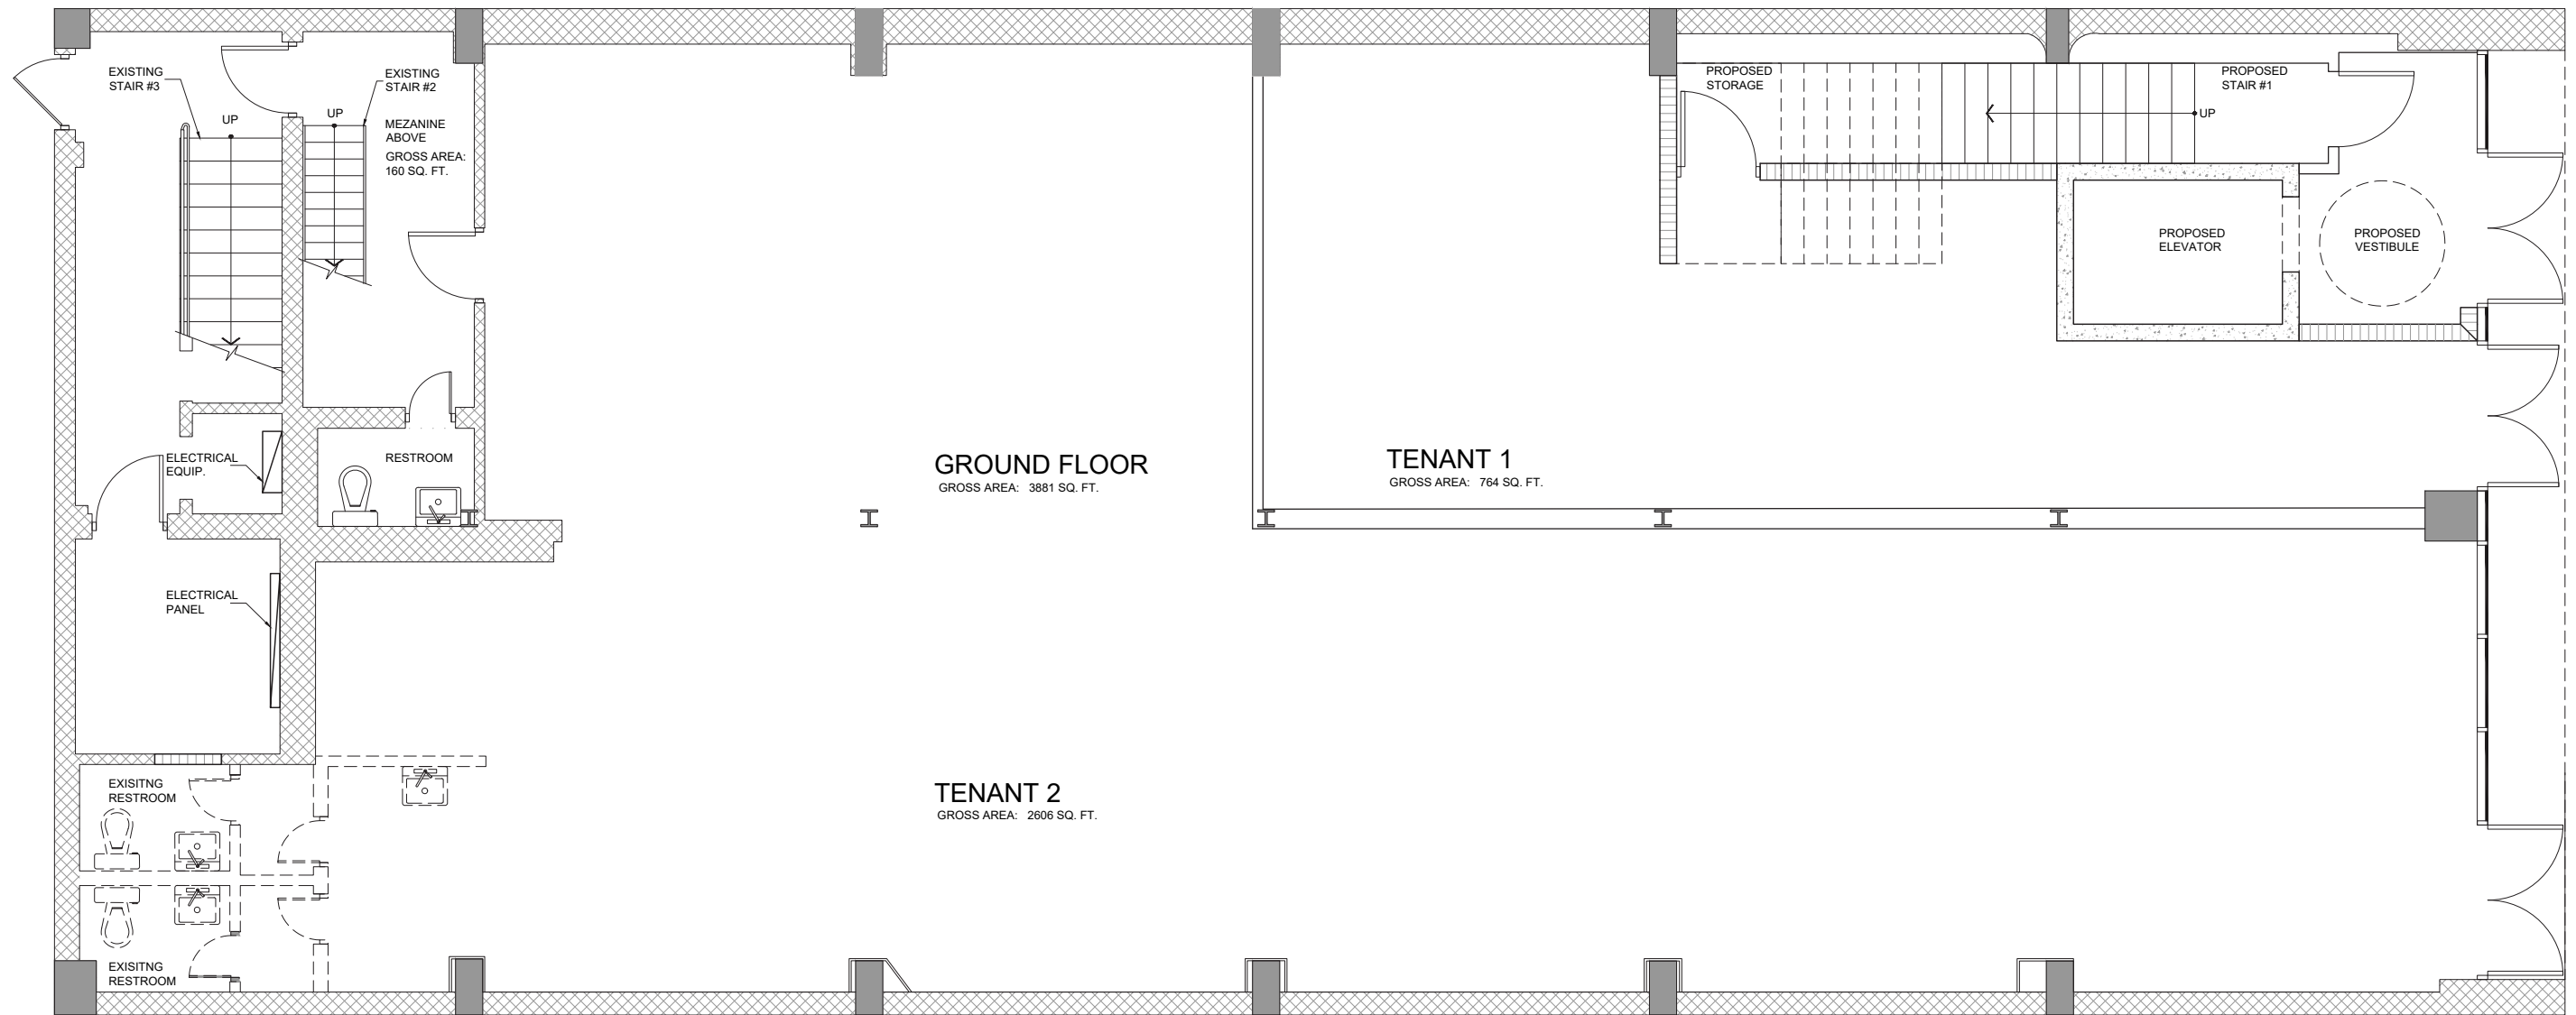 EXISTING
STAIR #3
UP
EXISTING
STAIR #2
UP
MEZANINE
ABOVE
GROSS AREA:
160 SQ. FT.
PROPOSED
STORAGE
PROPOSED
STAIR #1
UP
PROPOSED
ELEVATOR
PROPOSED
VESTIBULE
ELECTRICAL
EQUIP.
RESTROOM
GROUND FLOOR
GROSS AREA: 3881 SQ. FT.
TENANT 1
GROSS AREA: 764 SQ. FT.
ELECTRICAL
PANEL
EXISITNG
RESTROOM
TENANT 2
GROSS AREA: 2606 SQ. FT.
EXISITNG
RESTROOM